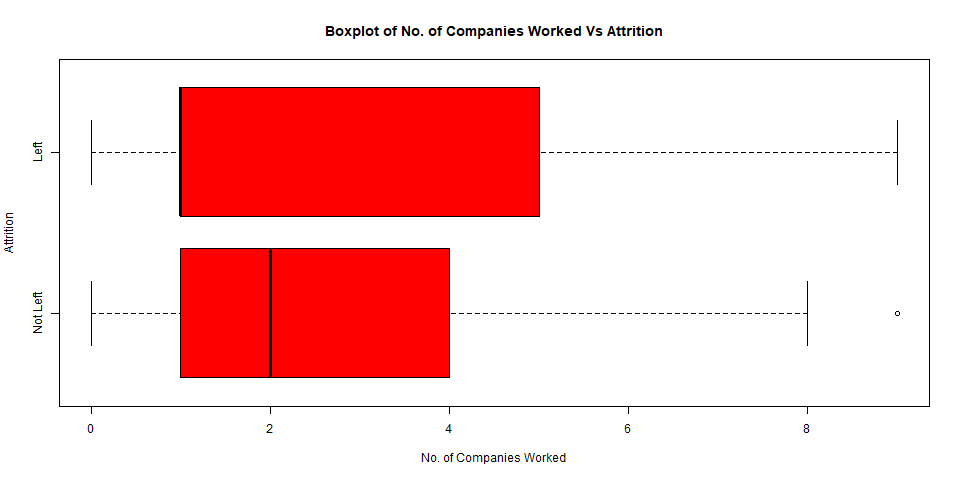 Boxplot of No. of Companies Worked Vs Attrition
Attrition
Left
Not Left
0 2 4 6 8
No. of Companies Worked